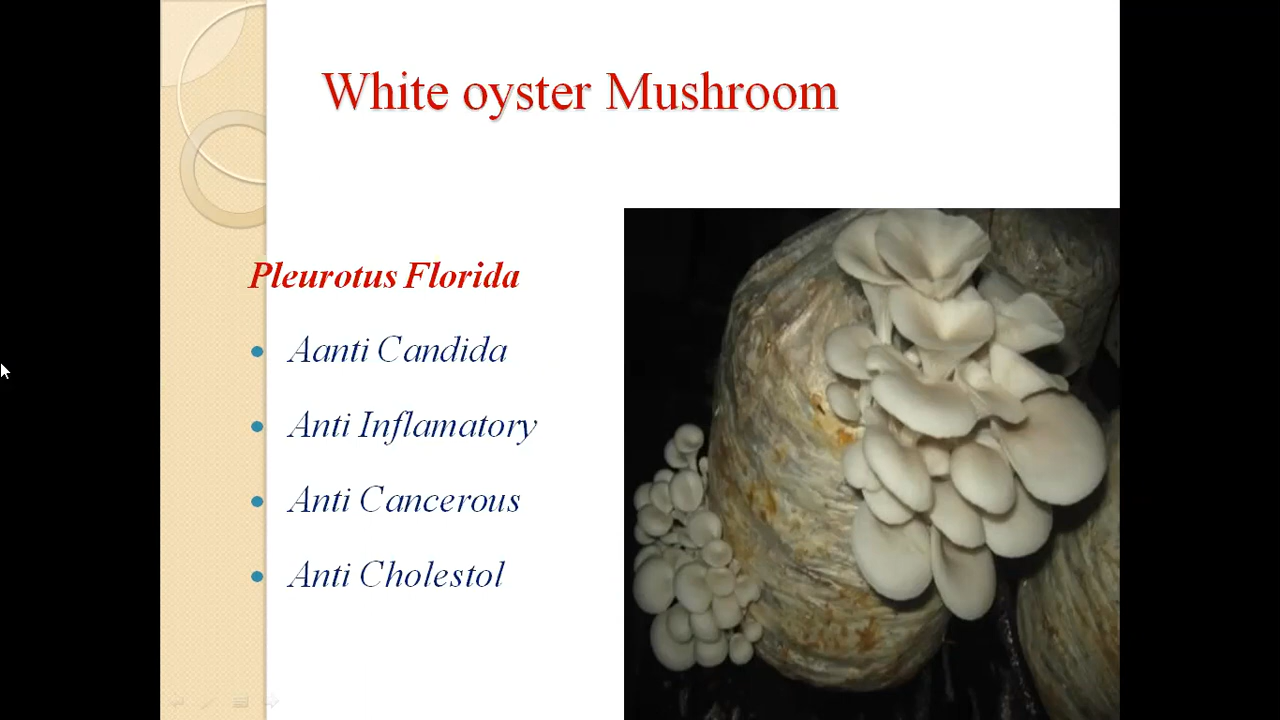 White oyster Mushroom
Pleurotus Florida
Aanti Candida
Anti Inflamatory
Anti Cancerous
Anti Cholestol